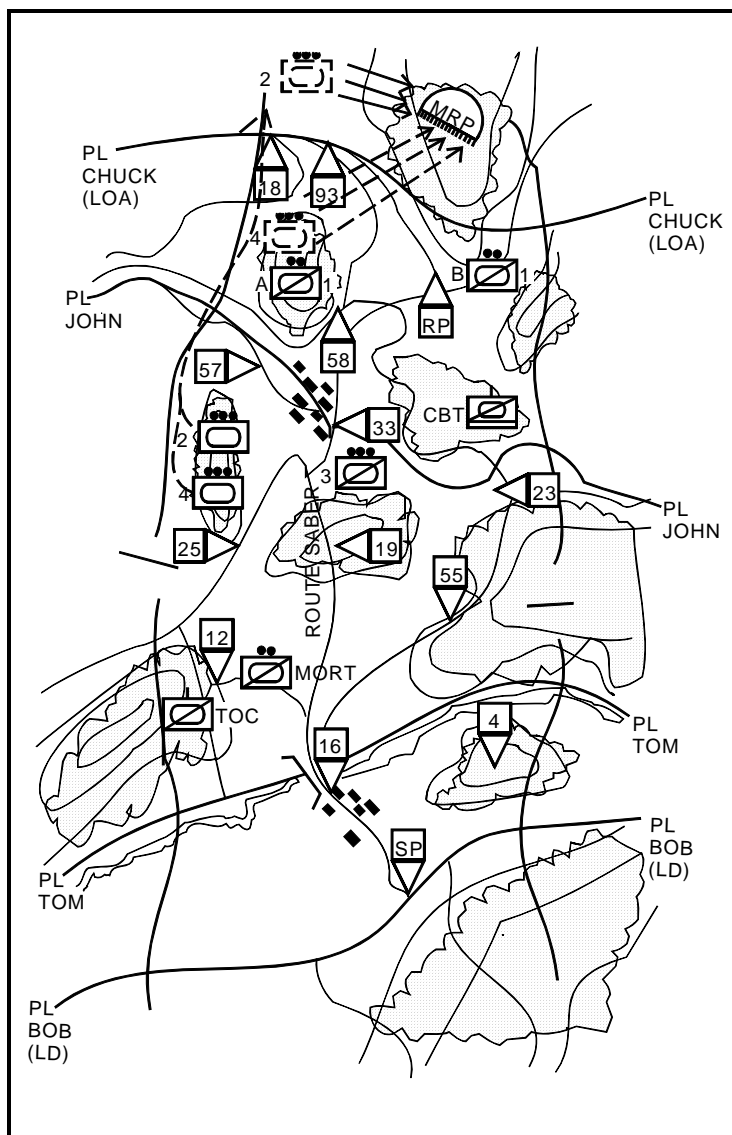 2
MRP
PL
CHUCK
(LOA)
18
93
PL
CHUCK
(LOA)
4
A
1
B
1
PL
JOHN
RP
58
57
CBT
33
2
3
4
23
PL
JOHN
ROUTE SABER
25
19
55
12
MORT
TOC
4
PL
TOM
16
PL
BOB
(LD)
SP
PL
TOM
PL
BOB
(LD)